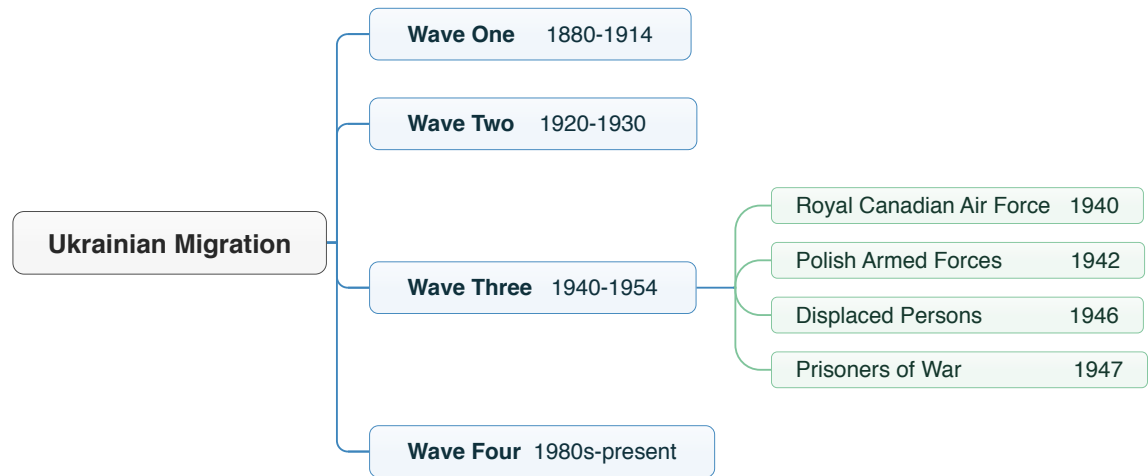 Ukrainian Migration
Wave One 1880-1914
Wave Two 1920-1930
Wave Three 1940-1954
Royal Canadian Air Force 1940
Polish Armed Forces 1942
Displaced Persons 1946
Prisoners of War 1947
Wave Four 1980s-present